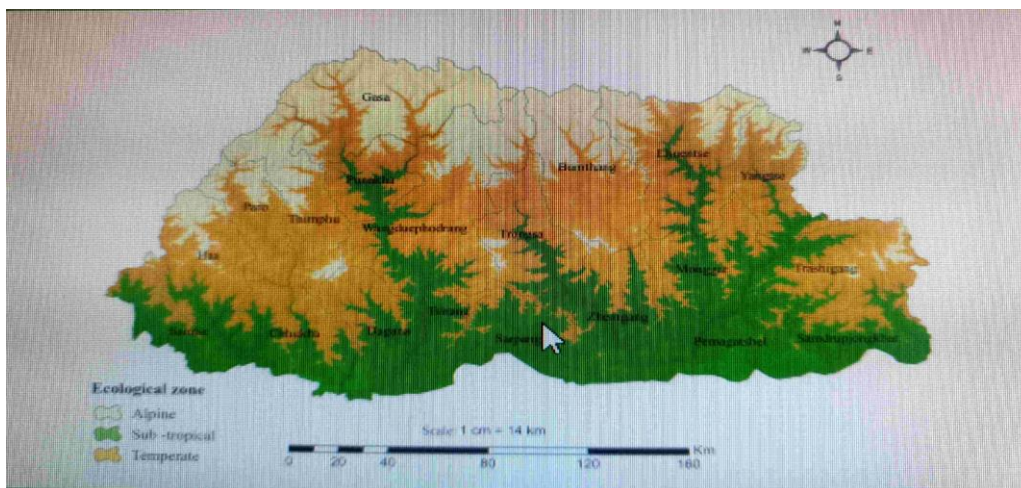 N
W E
S
Gasa
Lhuentse
Bumthang
Punakha
Yangtse
Paro
Thimphu
Wangduephodrang
Trongsa
Haa
Monggar
Trashigang
Tsirang
Zhemgang
Samtse
Chhukha
Dagana
Sarpang
Pemagatshel
Samdrupjongkhar
Ecological zone
Alpine
Sub -tropical
Temperate
Scale: 1 cm = 14 km
Km
0 20 40 80 120 160